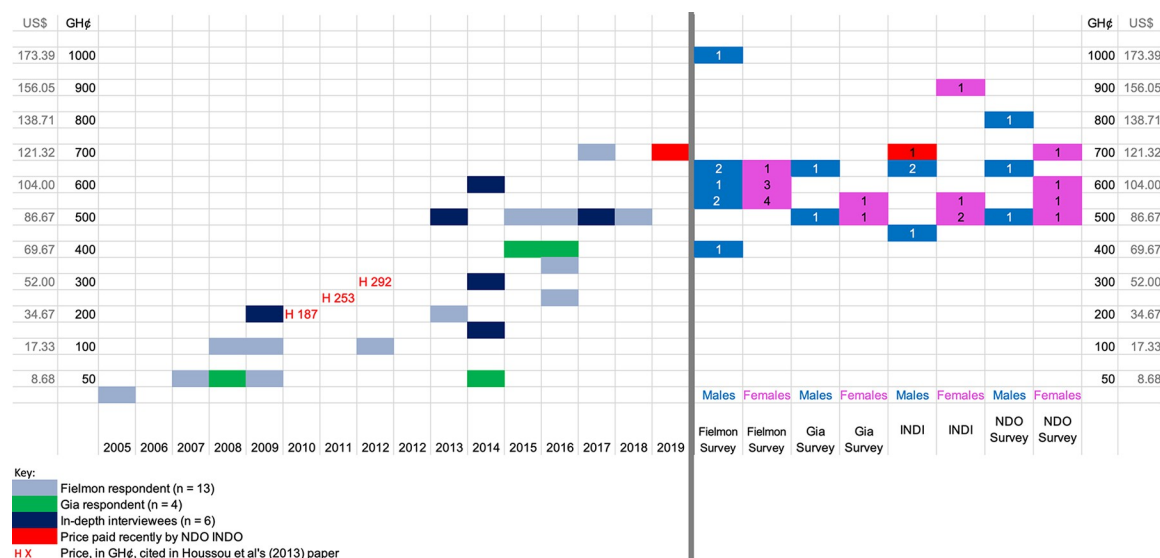 US$ GH¢ GH¢ US$
173.39 1000 1 1000 173.39
156.05 900 1 900 156.05
138.71 800 1 800 138.71
121.32 700 1 1 700 121.32
2 1 1 2 1
104.00 600 1 3 1 600 104.00
2 4 1 1 1
86.67 500 1 1 2 1 1 500 86.67
1
69.67 400 1 400 69.67
52.00 300 H 292 300 52.00
H 253
34.67 200 H 187 200 34.67
17.33 100 100 17.33
8.68 50 50 8.68
Males Females Males Females Males Females Males Females
Fielmon Survey Fielmon Survey Gia Survey Gia Survey INDI INDI NDO Survey NDO Survey
2005 2006 2007 2008 2009 2010 2011 2012 2012 2013 2014 2015 2016 2017 2018 2019
Key:
Fielmon respondent (n = 13)
Gia respondent (n = 4)
In-depth interviewees (n = 6)
Price paid recently by NDO INDO
H X Price, in GH¢, cited in Houssou et al's (2013) paper